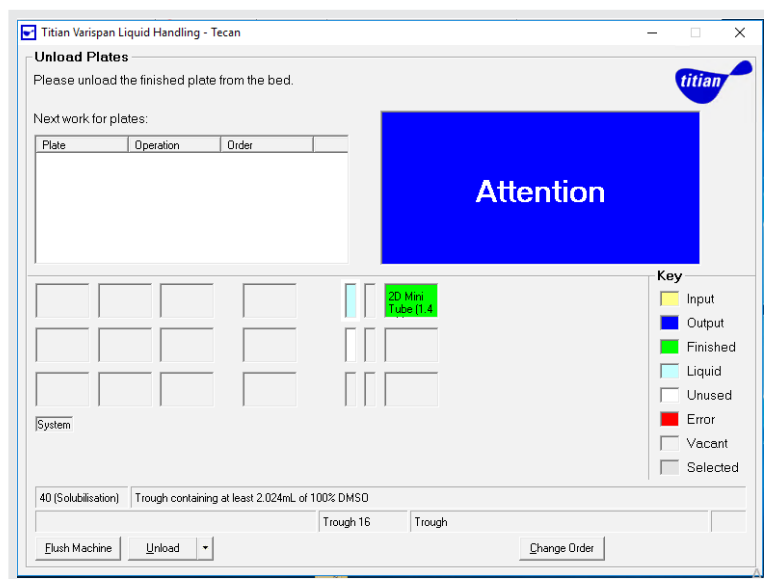 Titian Varispan Liquid Handling - Tecan
Unload Plates
Please unload the finished plate from the bed.
titian
Next work for plates:
Plate Operation Order
Attention
Key
2D Mini
Tube (1.4
Input
Output
Finished
Liquid
Unused
Error
Vacant
Selected
System
40 (Solubilisation) Trough containing at least 2.024mL of 100% DMSO
Trough 16 Trough
Flush Machine Unload Change Order